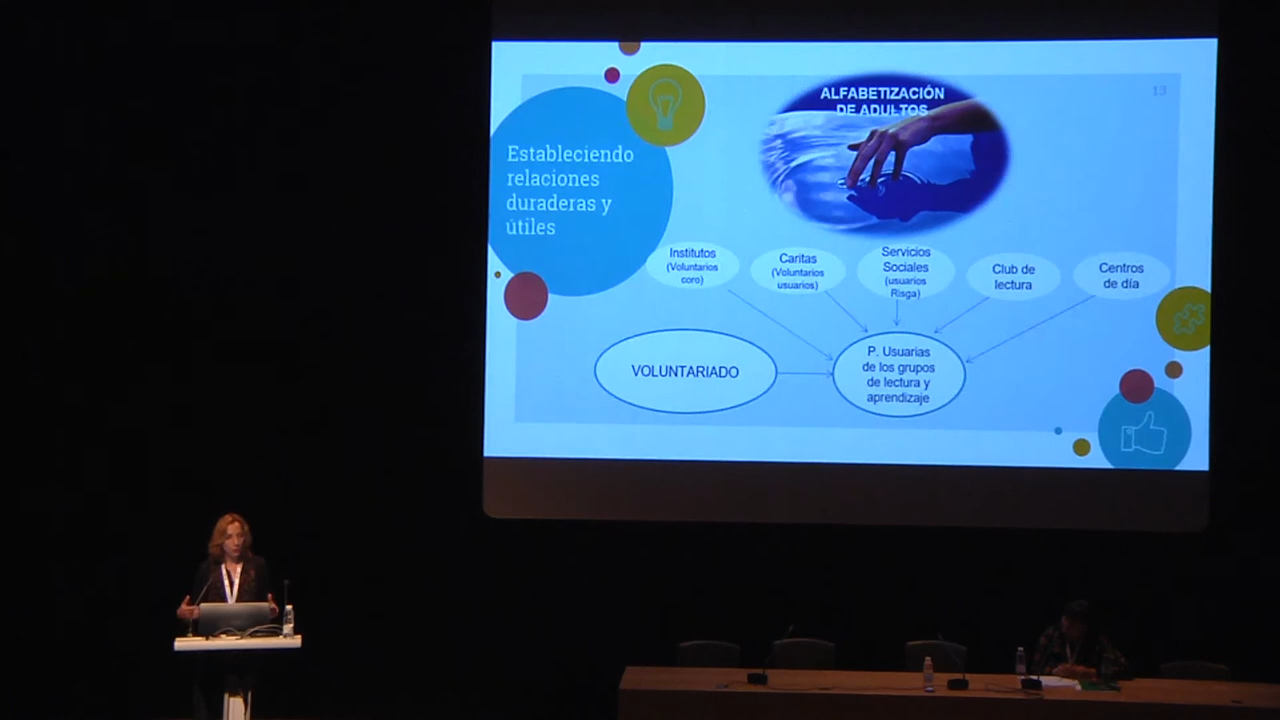 13
ALFABETIZACIÓN
DE ADULTOS
Estableciendo
relaciones
duraderas y
útiles
Institutos
(Voluntarios
coro)
Caritas
(Voluntarios
usuarios)
Servicios
Sociales
(usuarios
Risga)
Club de
lectura
Centros
de día
VOLUNTARIADO
P. Usuarias
de los grupos
de lectura y
aprendizaje